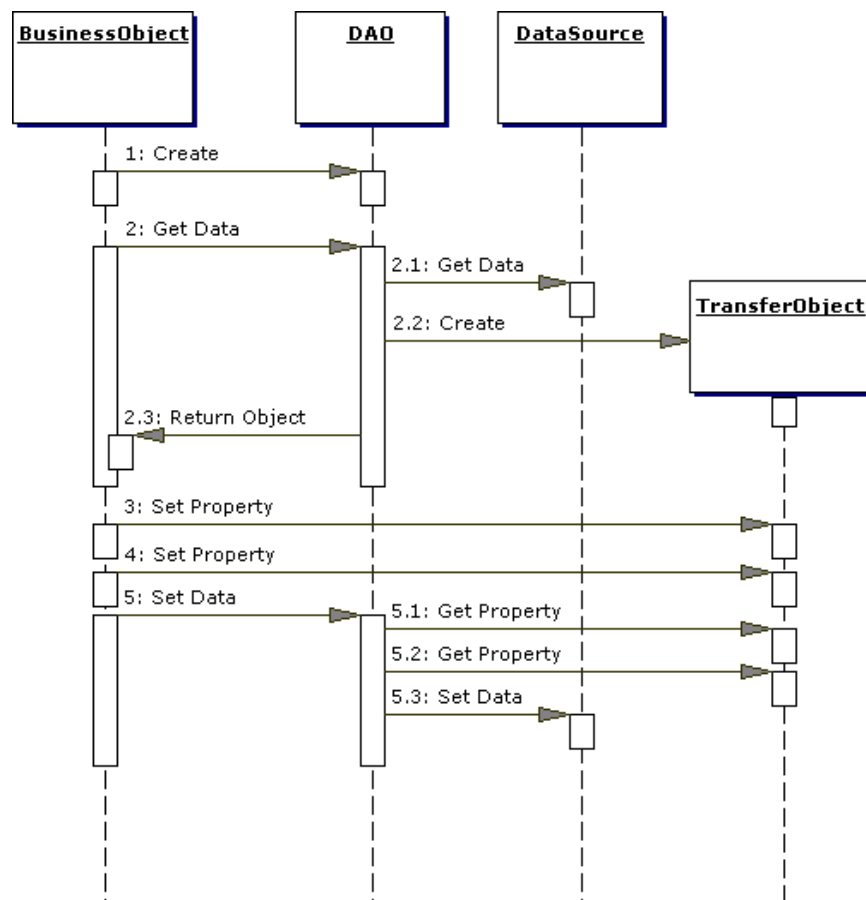 BusinessObject
DAO
DataSource
1: Create
2: Get Data
2.1: Get Data
TransferObject
2.2: Create
2.3: Return Object
3: Set Property
4: Set Property
5: Set Data
5.1: Get Property
5.2: Get Property
5.3: Set Data